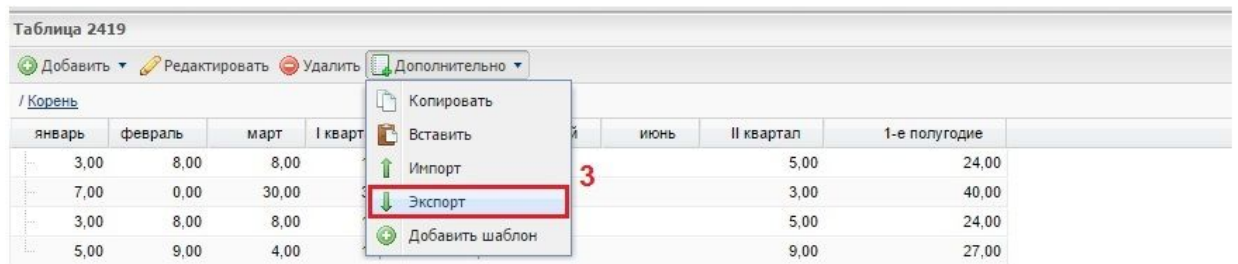 Таблица 2419
Добавить Редактировать Удалить Дополнительно
/ Корень
Копировать
январь февраль март I кварт й июнь II квартал 1-е полугодие
Вставить
3,00 8,00 8,00 5,00 24,00
Импорт
3
7,00 0,00 30,00 3,00 40,00
Экспорт
3,00 8,00 8,00 5,00 24,00
Добавить шаблон
5,00 9,00 4,00 9,00 27,00